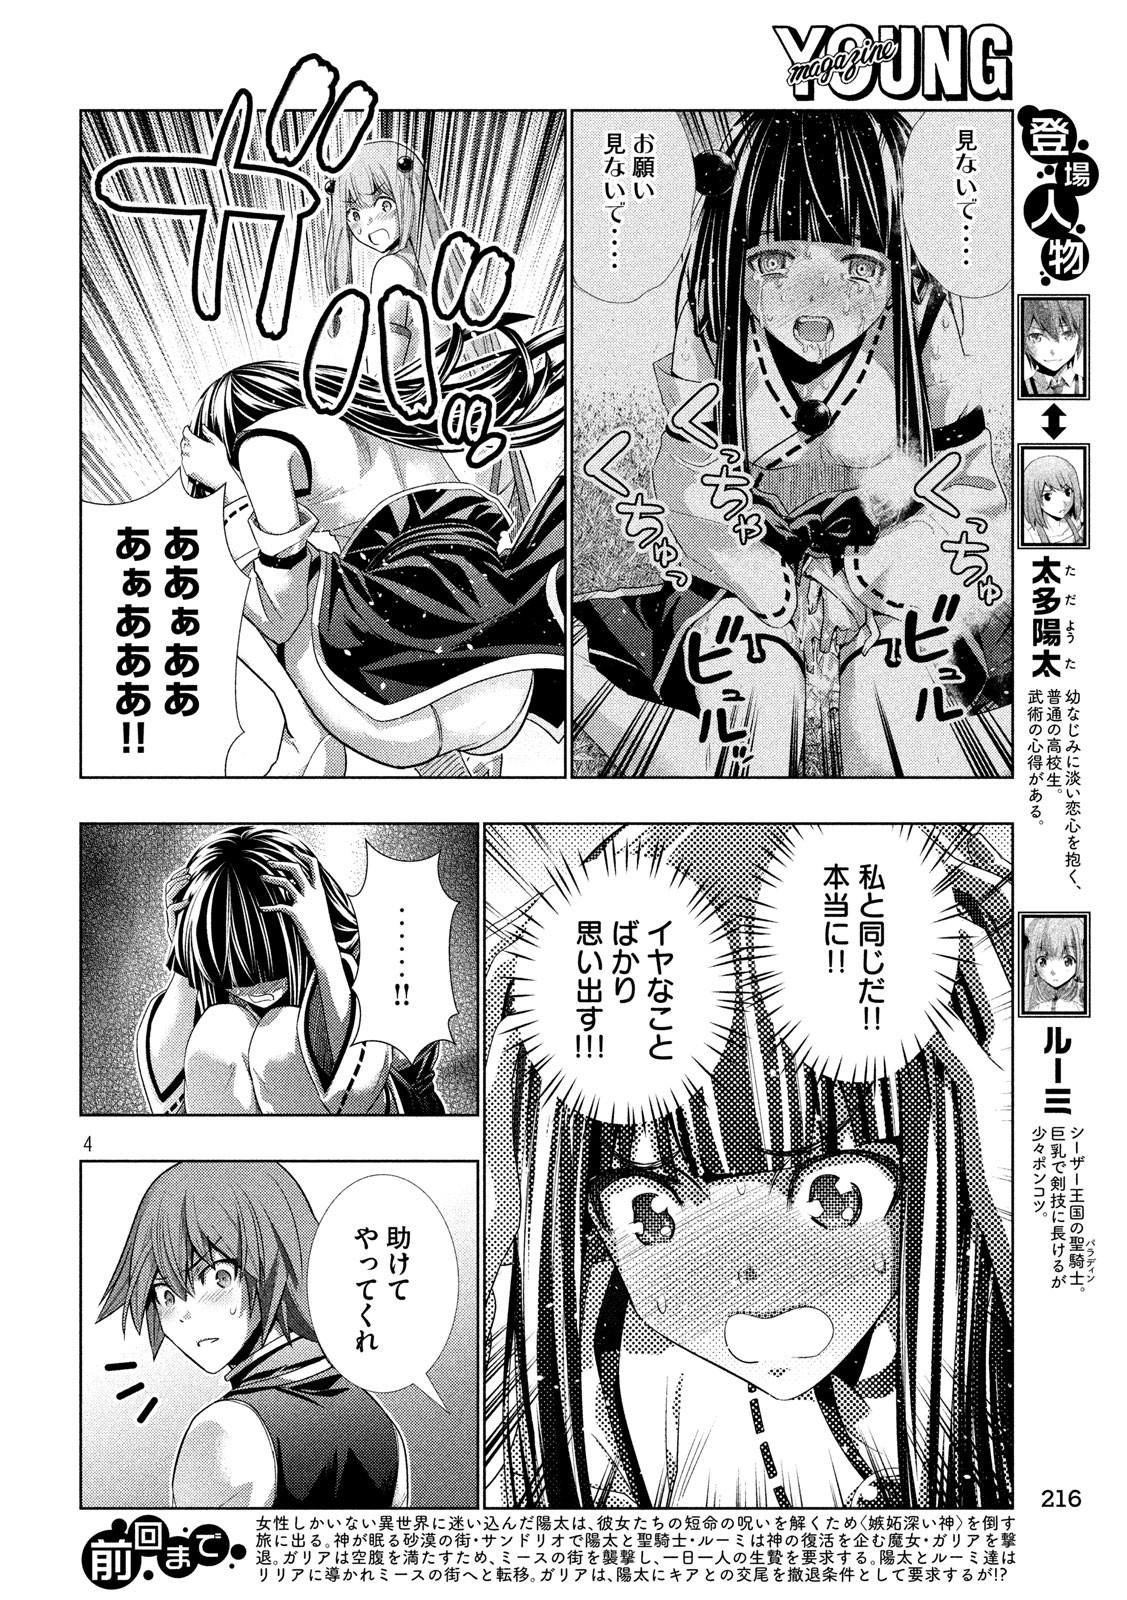 YOUNG
magazine
登場人物
太多陽太
ただようた
幼なじみに淡い恋心を抱く、
普通の高校生。
武術の心得がある。
ルーミ
シーザー王国の聖騎士。
パラディン
巨乳で剣技に長けるが
少々ポンコツ。
見ないで‥‥
お願い
見ないで‥‥
くっちゅ
くっちゃ
くちゅっ
ビュル
ビュル
ガバッ
ああぁああ
あぁあああ!!
私と同じだ!!
本当に!!
イヤなこと
ばかり
思い出す!!!
‥‥‥!!
助けて
やってくれ
4
216
前回まで
女性しかいない異世界に迷い込んだ陽太は、彼女たちの短命の呪いを解くため〈嫉妬深い神〉を倒す
旅に出る。神が眠る砂漠の街・サンドリオで陽太と聖騎士・ルーミは神の復活を企む魔女・ガリアを撃
退。ガリアは空腹を満たすため、ミースの街を襲撃し、一日一人の生贄を要求する。陽太とルーミ達は
リリアに導かれミースの街へと転移。ガリアは、陽太にキアとの交尾を撤退条件として要求するが!?